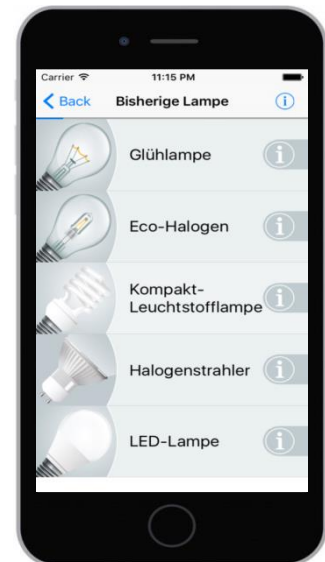 Carrier 11:15 PM
Back Bisherige Lampe i
Glühlampe i
Eco-Halogen i
Kompakt-
Leuchtstofflampe i
Halogenstrahler i
LED-Lampe i